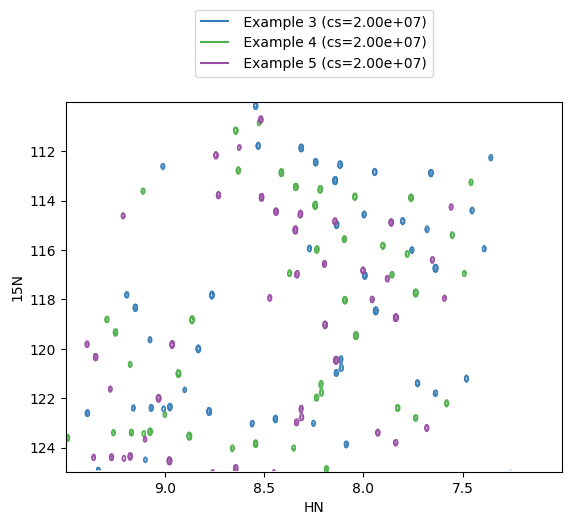 Example 3 (cs=2.00e+07)
Example 4 (cs=2.00e+07)
Example 5 (cs=2.00e+07)
112
114
116
118
120
122
124
15N
9.0 8.5 8.0 7.5
HN